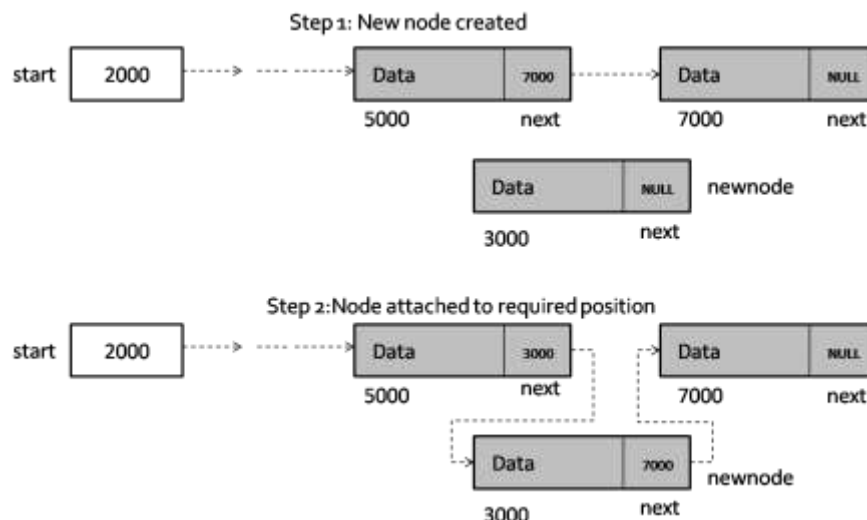 Step 1: New node created
start 2000 Data 7000 Data NULL
5000 next 7000 next
Data NULL newnode
3000 next
Step 2:Node attached to required position
start 2000 Data 3000 Data NULL
5000 next 7000 next
Data 7000 newnode
3000 next